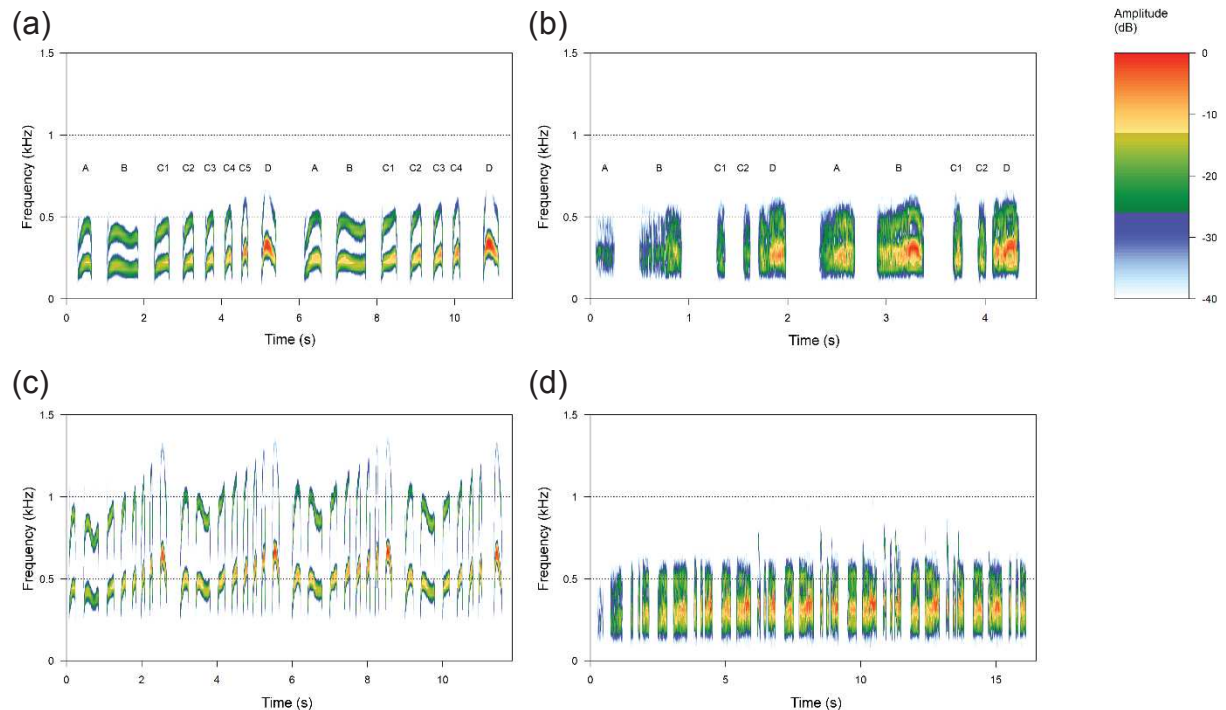 (a)
1.5
1
0.5
0
Frequency (kHz)
A B C1 C2 C3 C4 C5 D A B C1 C2 C3 C4 D
0 2 4 6 8 10
Time (s)
(b)
1.5
1
0.5
0
Frequency (kHz)
A B C1 C2 D A B C1 C2 D
0 1 2 3 4
Time (s)
Amplitude
(dB)
0
-10
-20
-30
-40
(c)
1.5
1
0.5
0
Frequency (kHz)
0 2 4 6 8 10
Time (s)
(d)
1.5
1
0.5
0
Frequency (kHz)
0 5 10 15
Time (s)